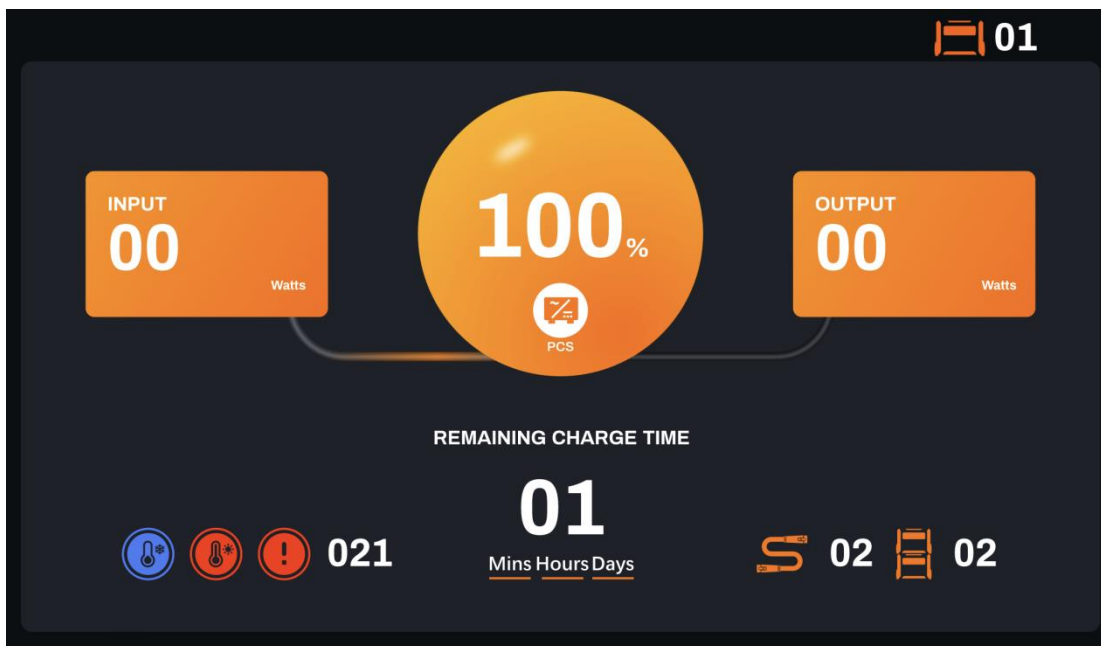 01
INPUT
00
Watts
100%
PCS
OUTPUT
00
Watts
REMAINING CHARGE TIME
01
Mins Hours Days
021
02
02